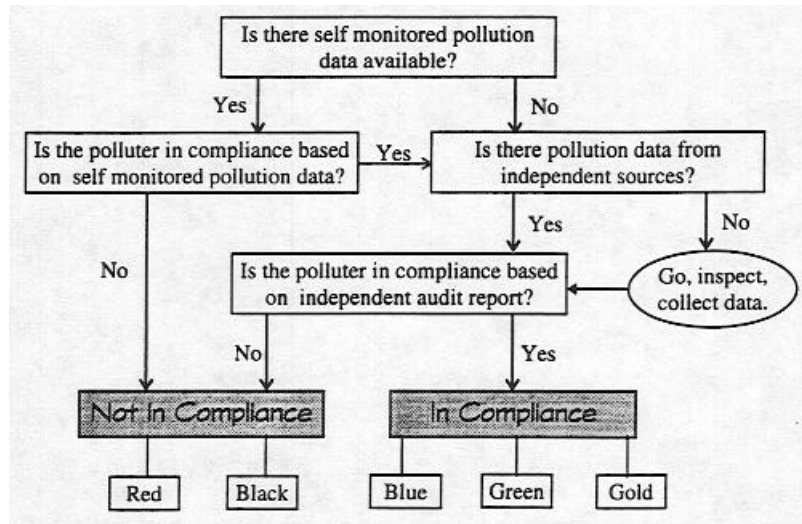 Is there self monitored pollution
data available?
Yes
No
Is the polluter in compliance based
on self monitored pollution data?
Yes
Is there pollution data from
independent sources?
Yes
No
No
Is the polluter in compliance based
on independent audit report?
Go, inspect,
collect data.
No
Yes
Not In Compliance
In Compliance
Red
Black
Blue
Green
Gold